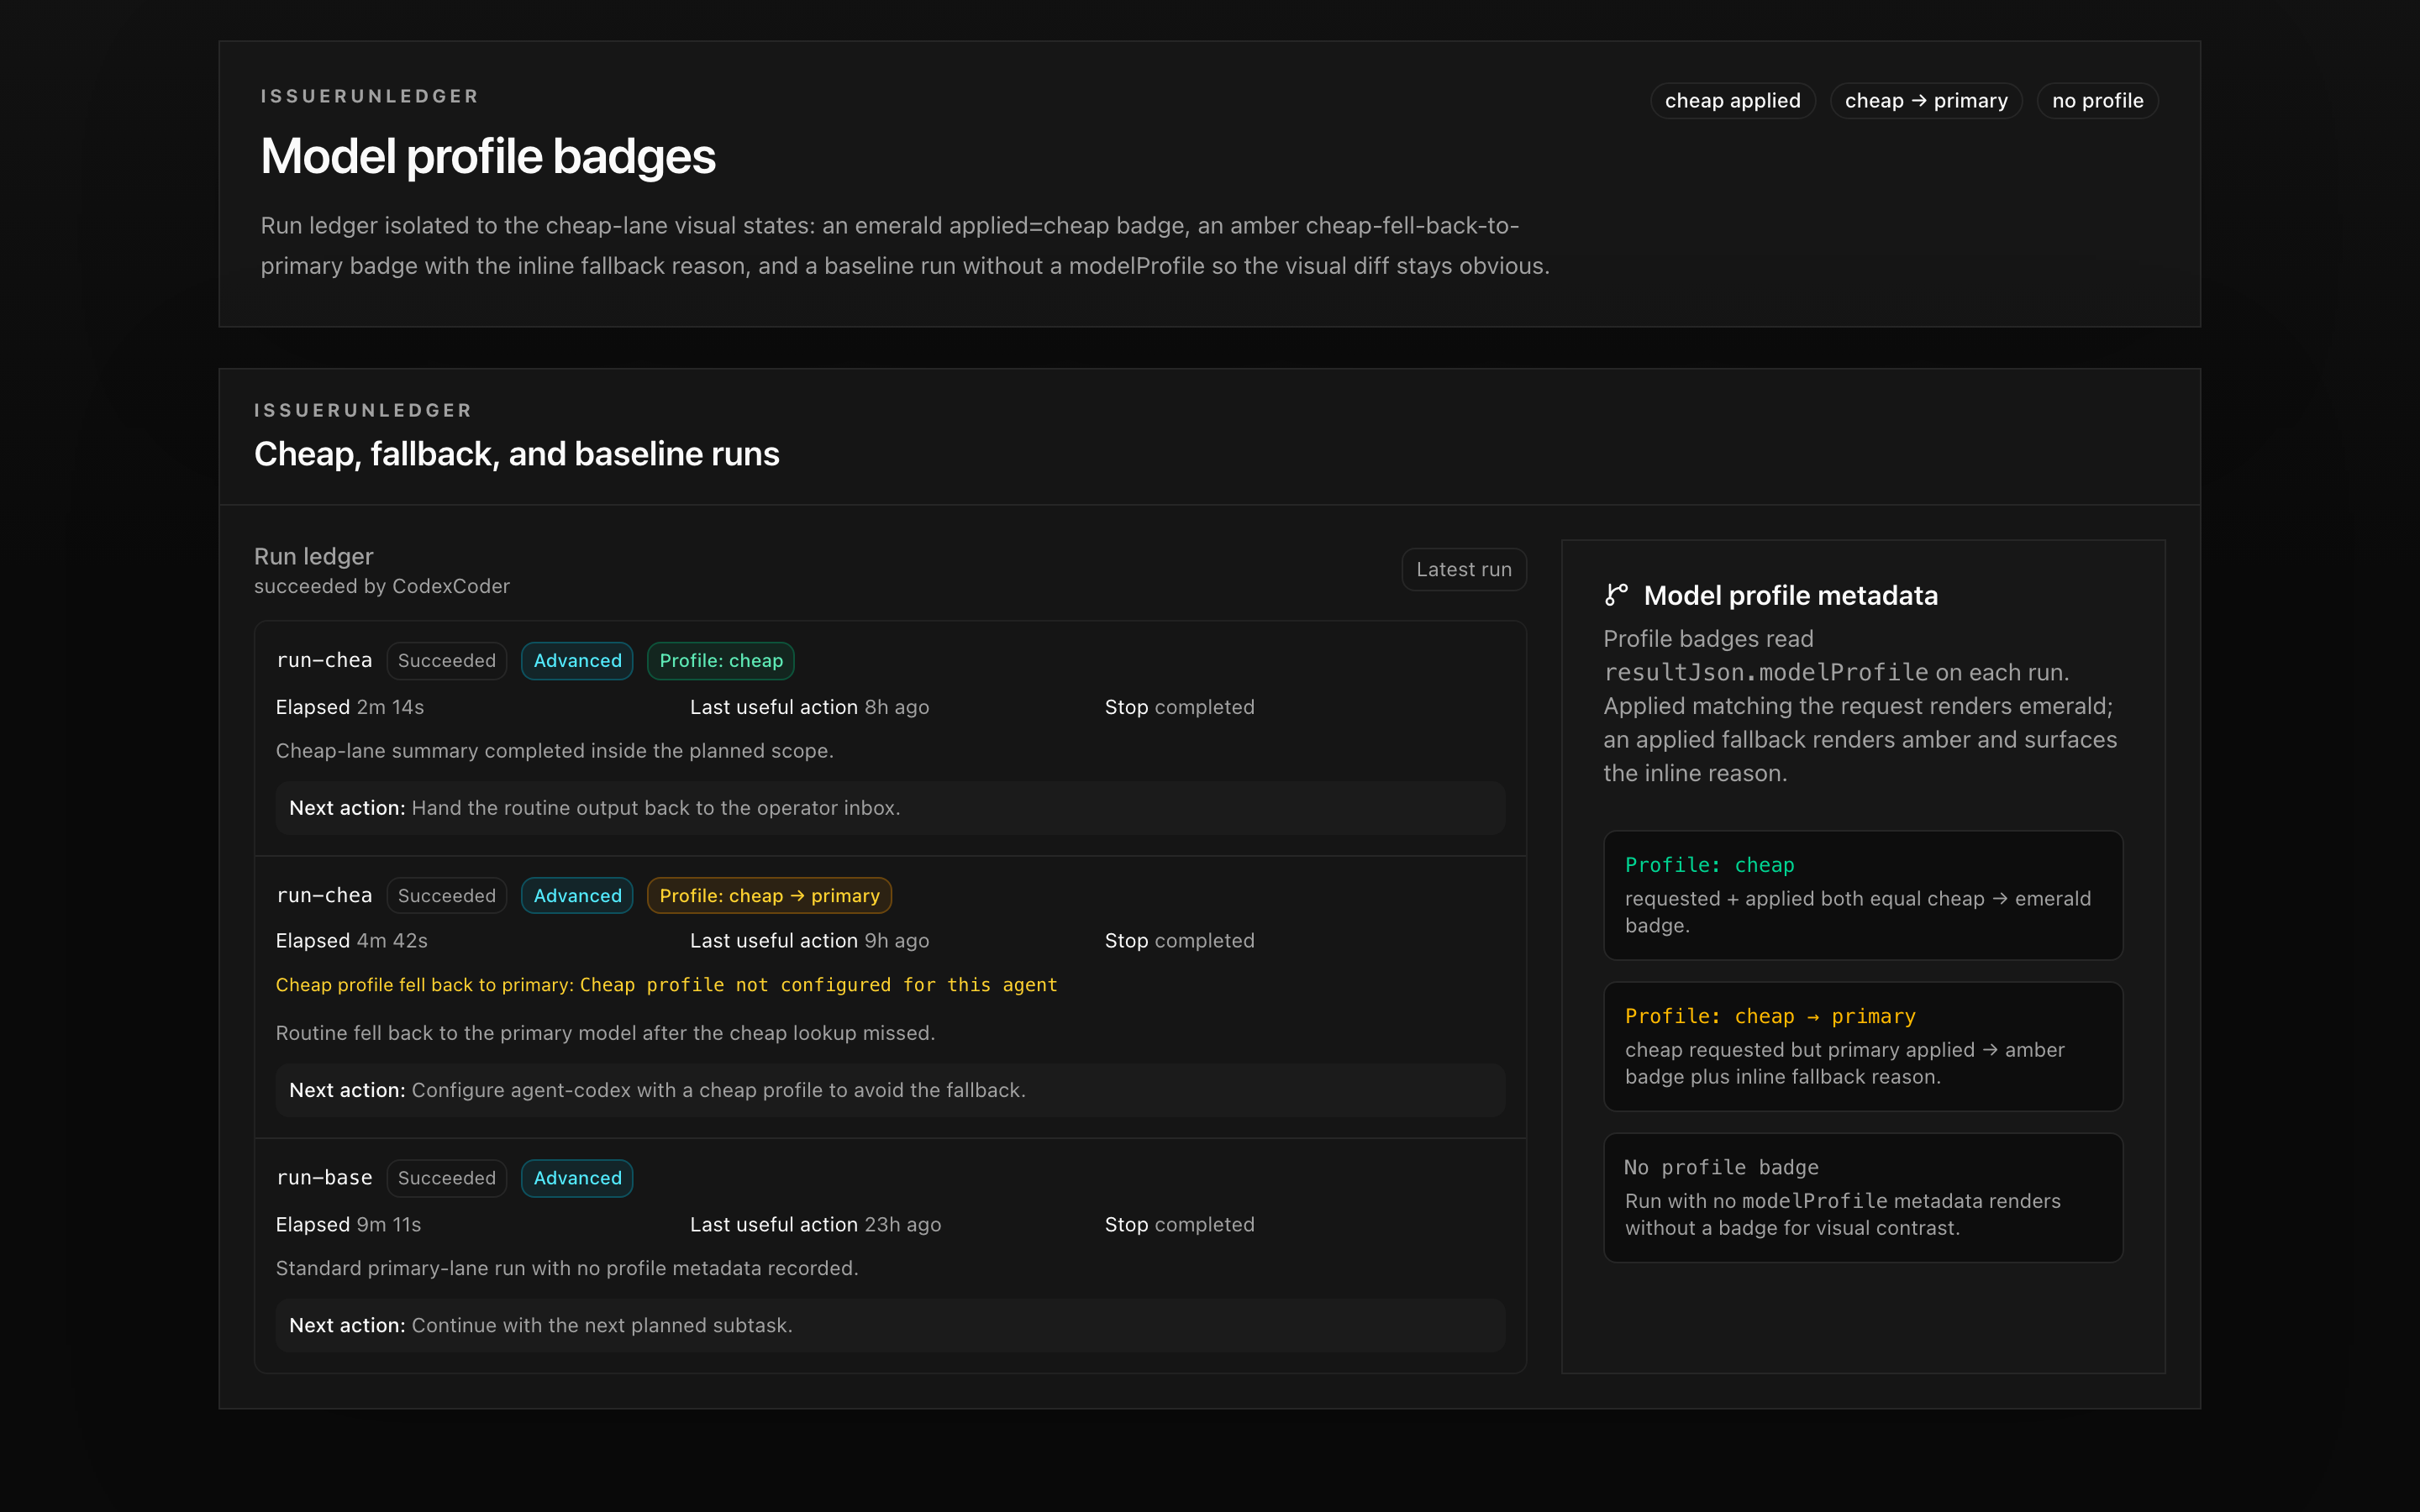 ISSUERUNLEDGER
cheap applied
cheap → primary
no profile
Model profile badges
Run ledger isolated to the cheap-lane visual states: an emerald applied=cheap badge, an amber cheap-fell-back-to-
primary badge with the inline fallback reason, and a baseline run without a modelProfile so the visual diff stays obvious.
ISSUERUNLEDGER
Cheap, fallback, and baseline runs
Run ledger
succeeded by CodexCoder
Latest run
run-chea Succeeded Advanced Profile: cheap
Elapsed 2m 14s Last useful action 8h ago Stop completed
Cheap-lane summary completed inside the planned scope.
Next action: Hand the routine output back to the operator inbox.
run-chea Succeeded Advanced Profile: cheap → primary
Elapsed 4m 42s Last useful action 9h ago Stop completed
Cheap profile fell back to primary: Cheap profile not configured for this agent
Routine fell back to the primary model after the cheap lookup missed.
Next action: Configure agent-codex with a cheap profile to avoid the fallback.
run-base Succeeded Advanced
Elapsed 9m 11s Last useful action 23h ago Stop completed
Standard primary-lane run with no profile metadata recorded.
Next action: Continue with the next planned subtask.
Model profile metadata
Profile badges read
resultJson.modelProfile on each run.
Applied matching the request renders emerald;
an applied fallback renders amber and surfaces
the inline reason.
Profile: cheap
requested + applied both equal cheap → emerald
badge.
Profile: cheap → primary
cheap requested but primary applied → amber
badge plus inline fallback reason.
No profile badge
Run with no modelProfile metadata renders
without a badge for visual contrast.